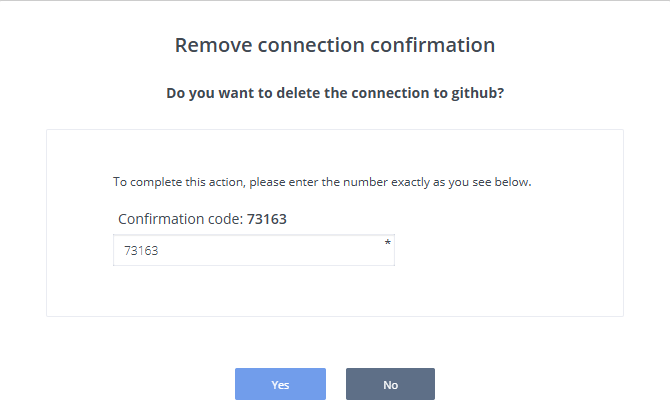 Remove connection confirmation
Do you want to delete the connection to github?
To complete this action, please enter the number exactly as you see below.
Confirmation code: 73163
73163 *
Yes No